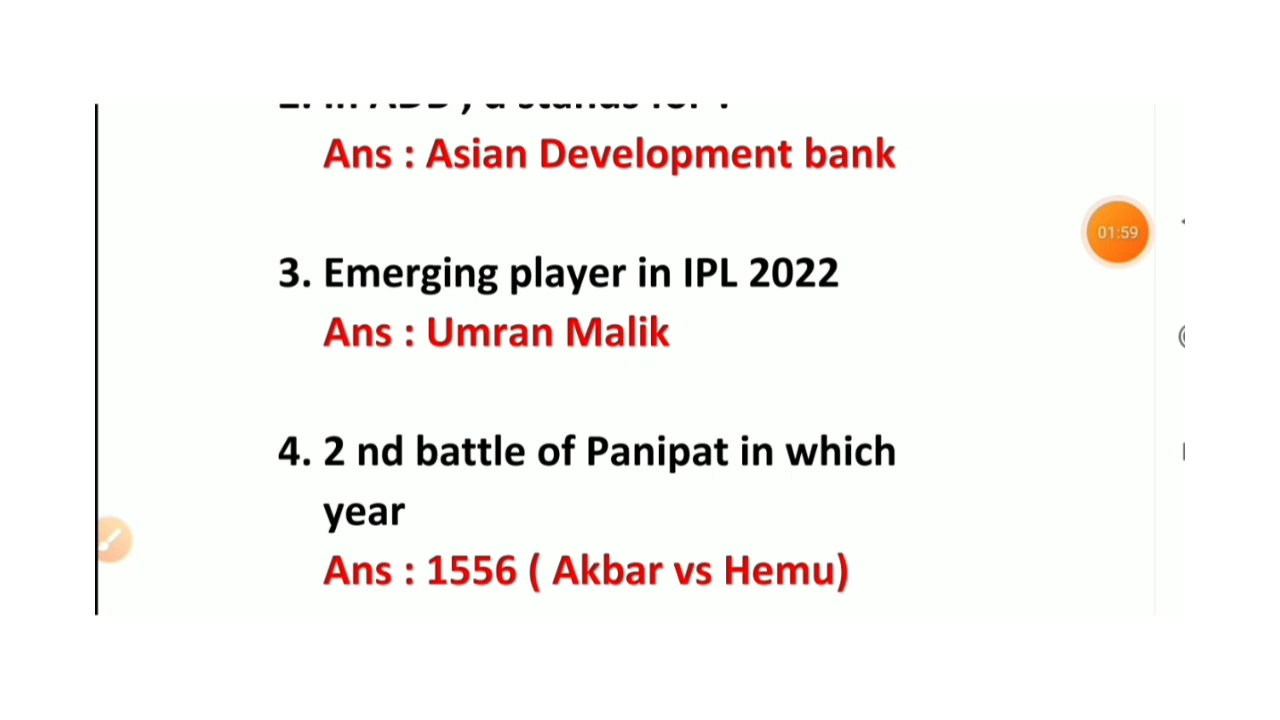 Ans : Asian Development bank
01:59
3. Emerging player in IPL 2022
Ans : Umran Malik
4. 2 nd battle of Panipat in which
year
Ans : 1556 ( Akbar vs Hemu)